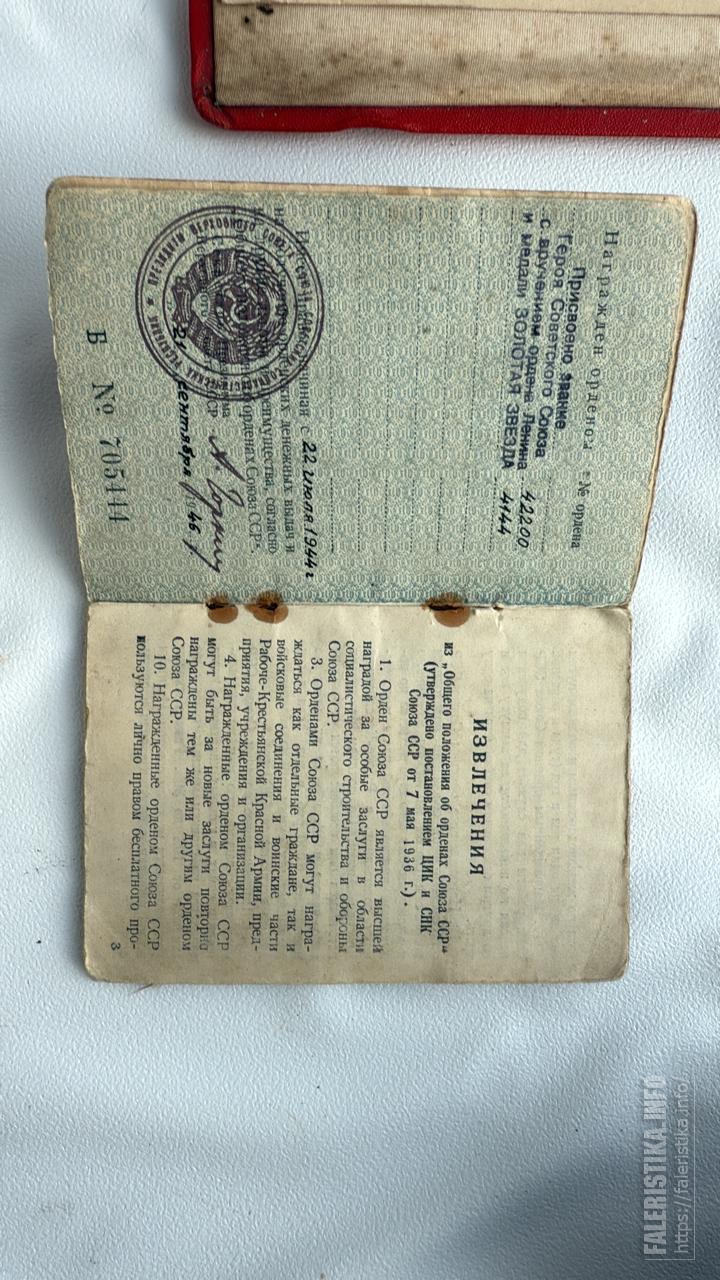 Награжден орденом № ордена
Присвоено звание
Героя Советского Союза
с вручением ордена Ленина 42200
и медали ЗОЛОТАЯ ЗВЕЗДА 4144
с 22 июля 1944 г
денежных выдач и
согласно
орденах Союза ССР".
сентября 1946
Б № 705444
ИЗВЛЕЧЕНИЯ
из „Общего положения об орденах Союза ССР"
(утверждено постановлением ЦИК и СНК
Союза ССР от 7 мая 1936 г.).
1. Орден Союза ССР является высшей
наградой за особые заслуги в области
социалистического строительства и обороны
Союза ССР.
3. Орденами Союза ССР могут награ-
ждаться как отдельные граждане, так и
войсковые соединения и воинские части
Рабоче-Крестьянской Красной Армии, пред-
приятия, учреждения и организации.
4. Награжденные орденом Союза ССР
могут быть за новые заслуги повторно
награждены тем же или другим орденом
Союза ССР.
10. Награжденные орденом Союза ССР
пользуются лично правом бесплатного про-
3
FALERISTIKA.INFO
https://faleristika.info